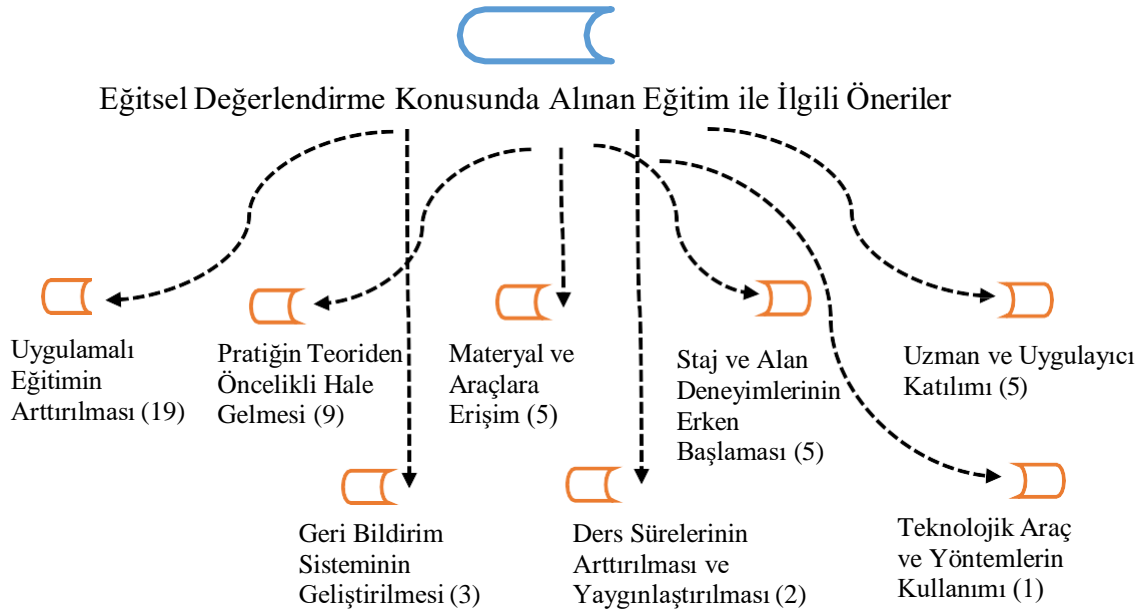 Eğitsel Değerlendirme Konusunda Alınan Eğitim ile İlgili Öneriler
Uygulamalı
Eğitimin
Arttırılması (19)
Pratiğin Teoriden
Öncelikli Hale
Gelmesi (9)
Materyal ve
Araçlara
Erişim (5)
Staj ve Alan
Deneyimlerinin
Erken
Başlaması (5)
Uzman ve Uygulayıcı
Katılımı (5)
Geri Bildirim
Sisteminin
Geliştirilmesi (3)
Ders Sürelerinin
Arttırılması ve
Yaygınlaştırılması (2)
Teknolojik Araç
ve Yöntemlerin
Kullanımı (1)